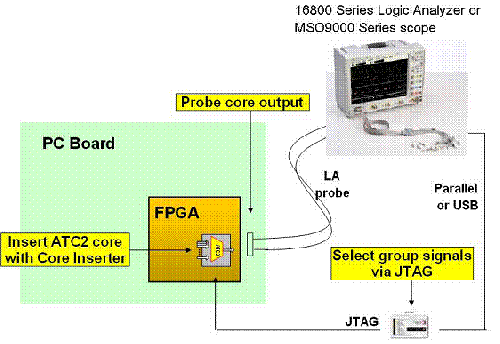 16800 Series Logic Analyzer or
MSO9000 Series scope
Probe core output
PC Board
LA
probe
Parallel
or USB
FPGA
Insert ATC2 core
with Core Inserter
Select group signals
via JTAG
JTAG